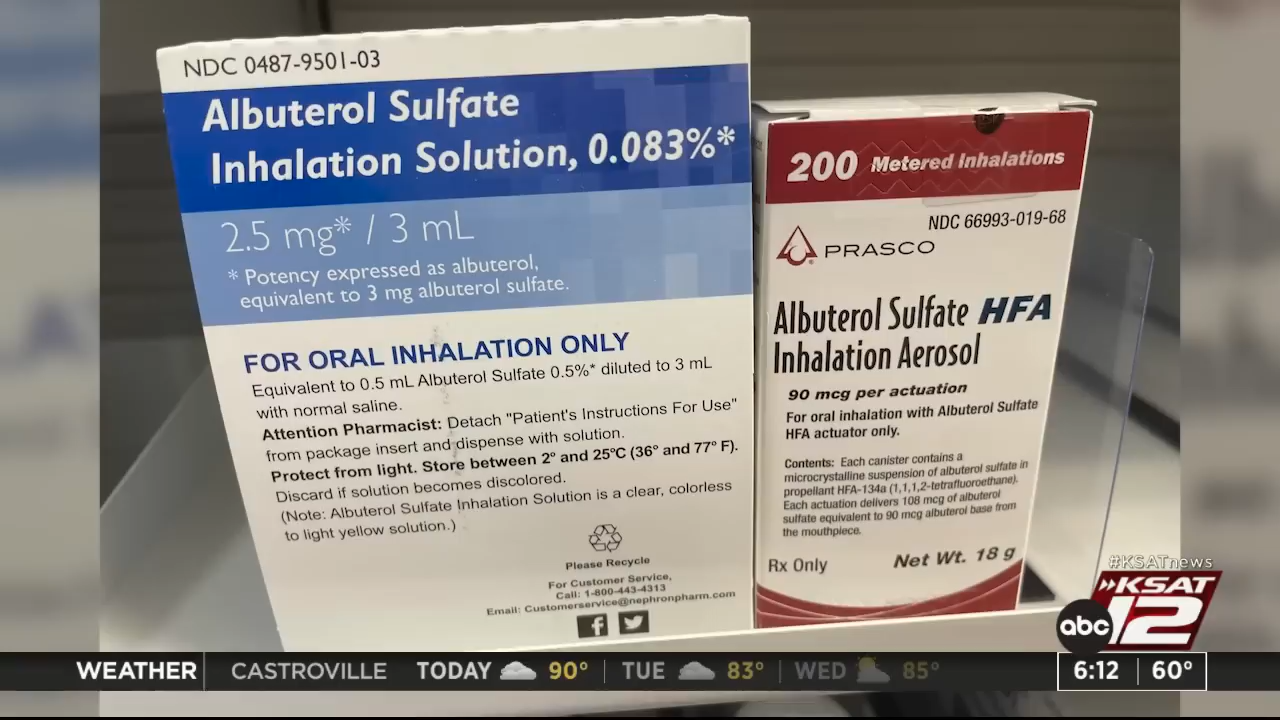 NDC 0487-9501-03
Albuterol Sulfate
Inhalation Solution, 0.083%*
2.5 mg* / 3 mL
* Potency expressed as albuterol,
equivalent to 3 mg albuterol sulfate.
FOR ORAL INHALATION ONLY
Equivalent to 0.5 mL Albuterol Sulfate 0.5%* diluted to 3 mL
with normal saline.
Attention Pharmacist: Detach "Patient's Instructions For Use"
from package insert and dispense with solution.
Protect from light. Store between 2º and 25ºC (36º and 77º F).
Discard if solution becomes discolored.
(Note: Albuterol Sulfate Inhalation Solution is a clear, colorless
to light yellow solution.)
Please Recycle
For Customer Service,
Call: 1-800-443-4313
Email: Customerservice@nephronpharm.com
200 Metered Inhalations
NDC 66993-019-68
PRASCO
Albuterol Sulfate HFA
Inhalation Aerosol
90 mcg per actuation
For oral inhalation with Albuterol Sulfate
HFA actuator only.
Contents: Each canister contains a
microcrystalline suspension of albuterol sulfate in
propellant HFA-134a (1,1,1,2-tetrafluoroethane).
Each actuation delivers 108 mcg of albuterol
sulfate equivalent to 90 mcg albuterol base from
the mouthpiece.
Rx Only Net Wt. 18 g
#KSATnews
KSAT
abc 12
WEATHER CASTROVILLE TODAY 90° TUE 83° WED 85° 6:12 60°